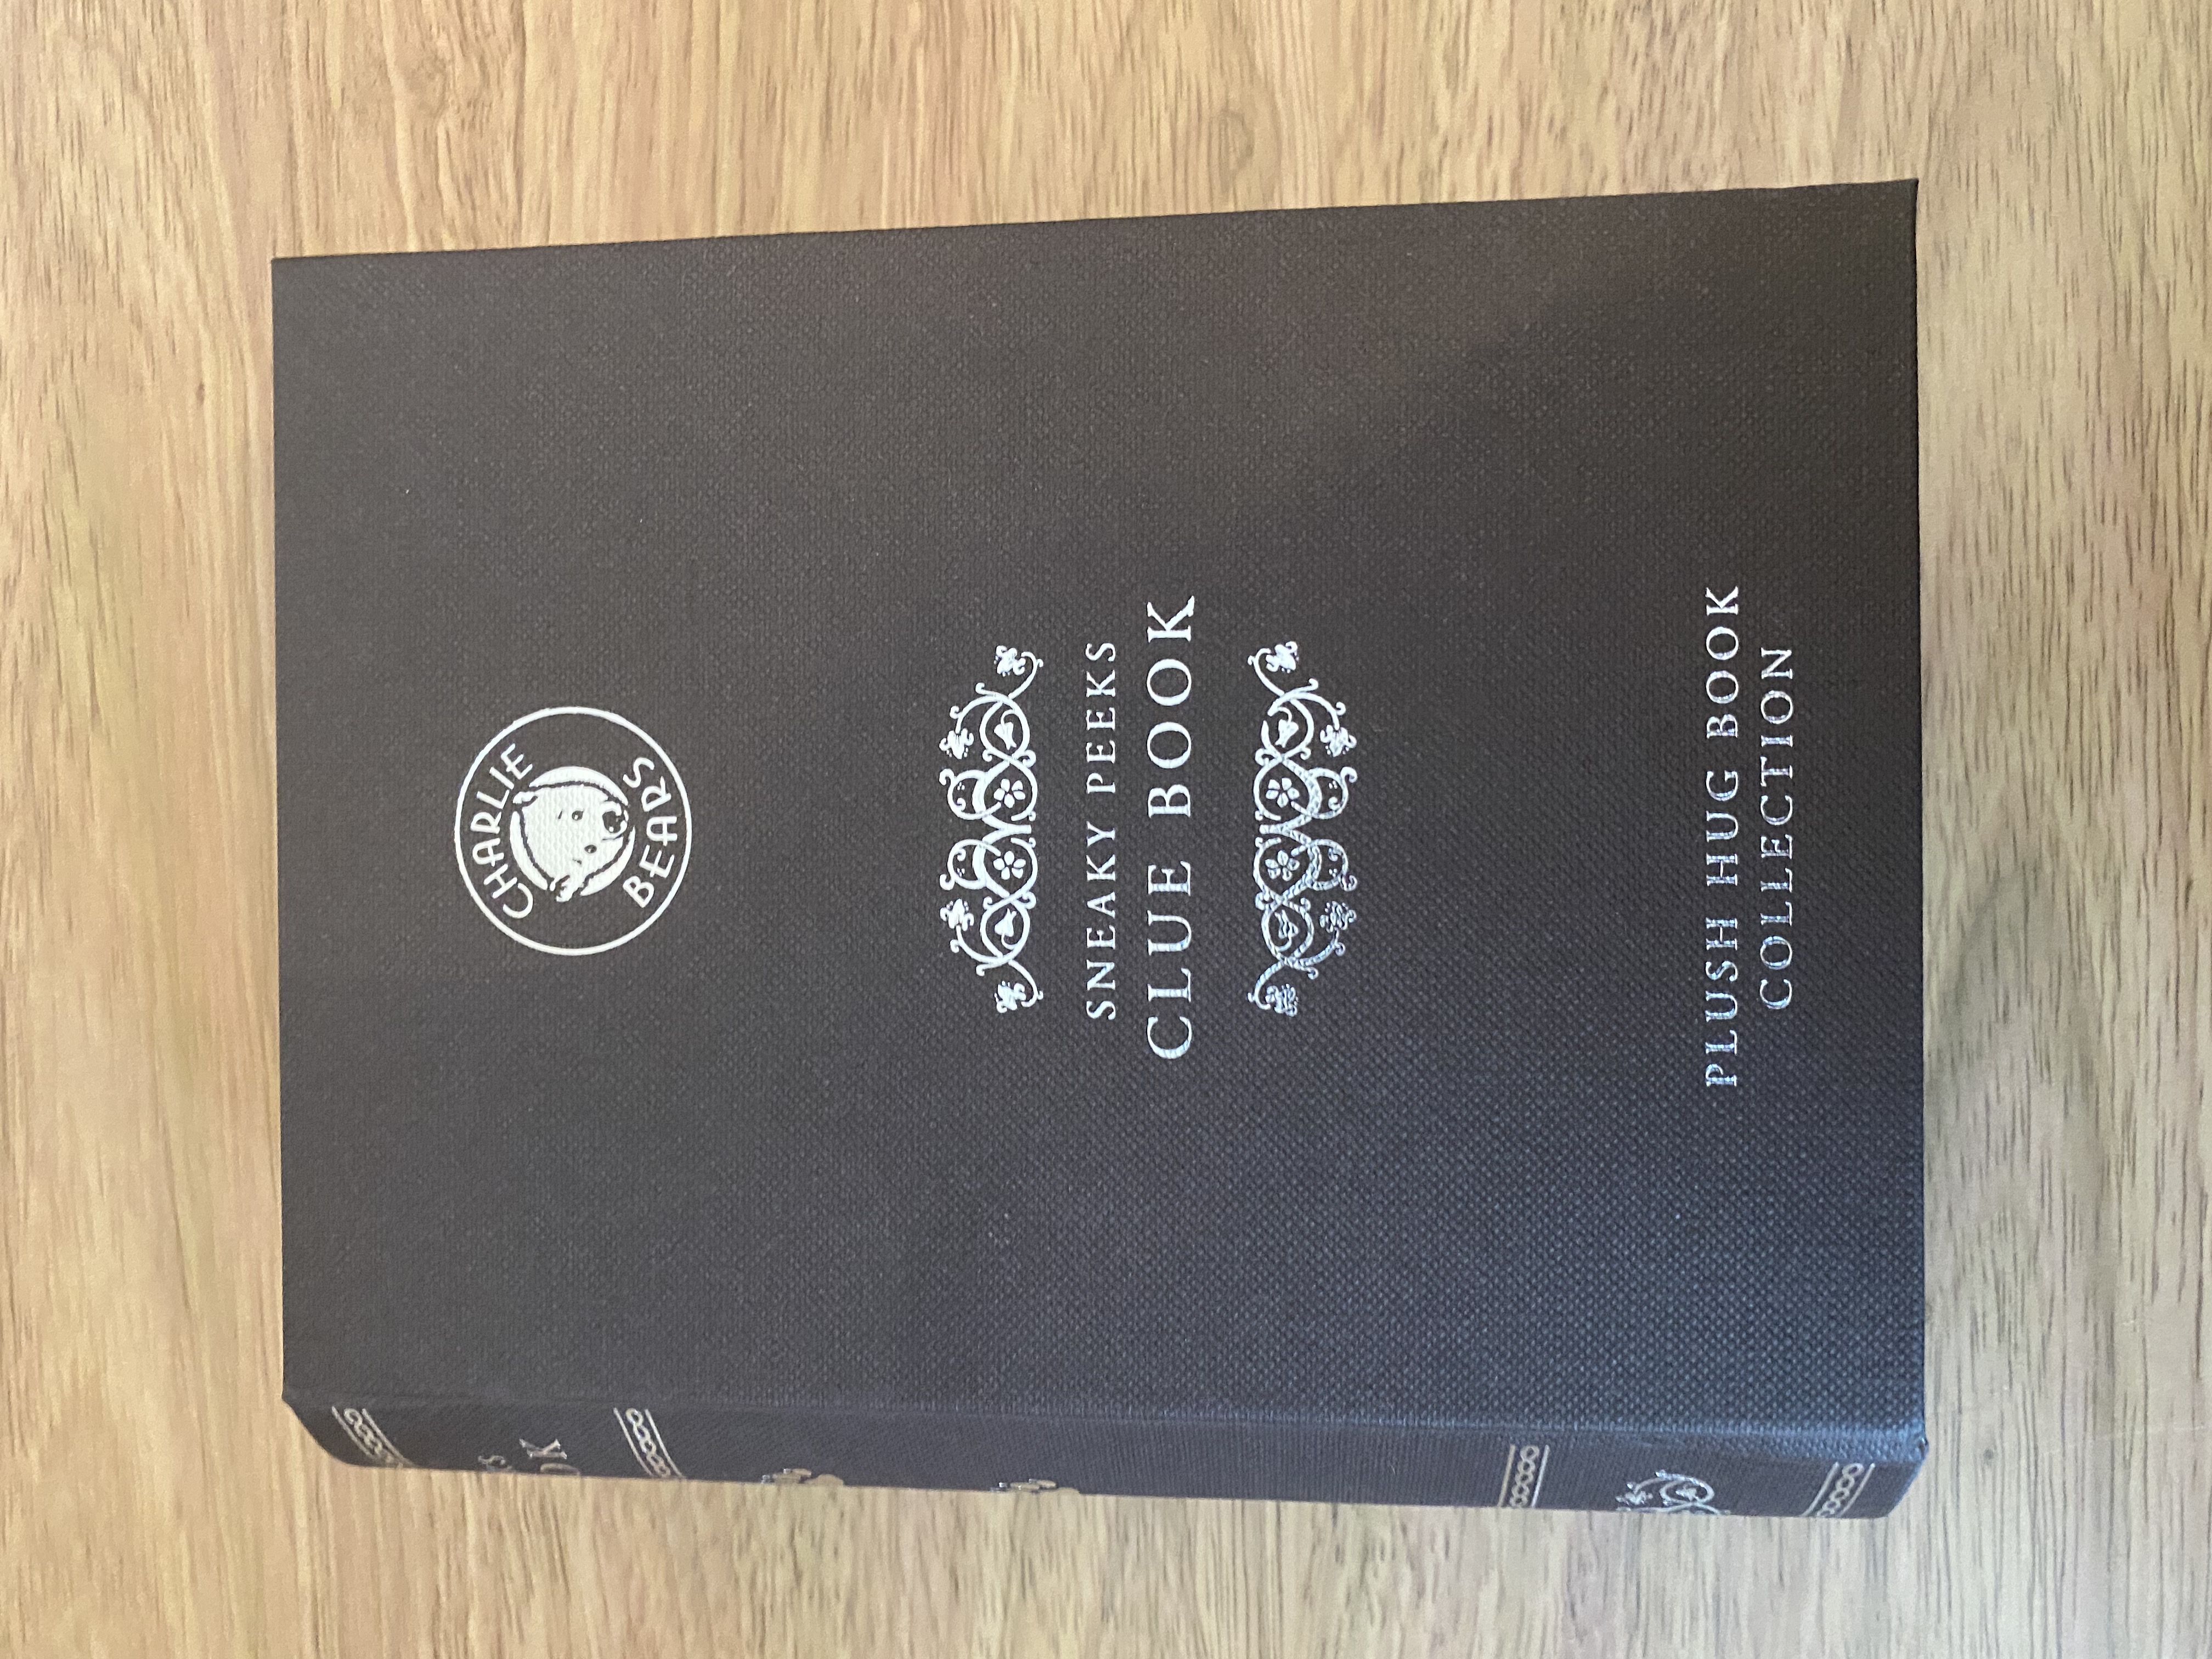 CHARLIE
BEARS
SNEAKY PEEKS
CLUE BOOK
PLUSH HUG BOOK
COLLECTION